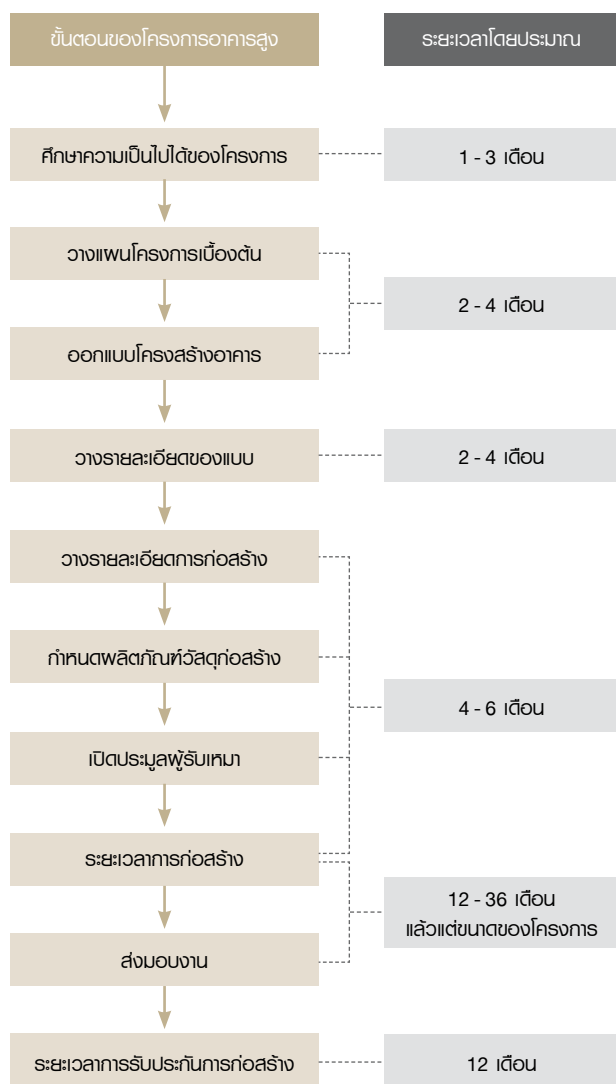 ขั้นตอนของโครงการอาคารสูง
ระยะเวลาโดยประมาณ
ศึกษาความเป็นไปได้ของโครงการ
1 - 3 เดือน
วางแผนโครงการเบื้องต้น
2 - 4 เดือน
ออกแบบโครงสร้างอาคาร
วางรายละเอียดของแบบ
2 - 4 เดือน
วางรายละเอียดการก่อสร้าง
กำหนดผลิตภัณฑ์วัสดุก่อสร้าง
4 - 6 เดือน
เปิดประมูลผู้รับเหมา
ระยะเวลาการก่อสร้าง
12 - 36 เดือน
แล้วแต่ขนาดของโครงการ
ส่งมอบงาน
ระยะเวลาการรับประกันการก่อสร้าง
12 เดือน